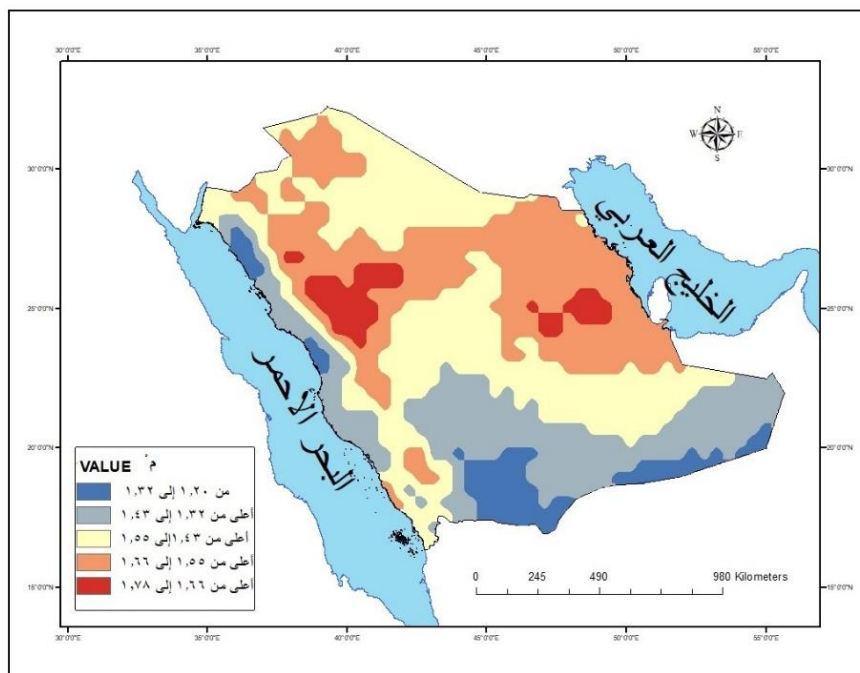 30°0'0"E 35°0'0"E 40°0'0"E 45°0'0"E 50°0'0"E 55°0'0"E
N
W E
S
30°0'0"N 30°0'0"N
الخليج العربي
25°0'0"N 25°0'0"N
البحر الأحمر
20°0'0"N 20°0'0"N
VALUE م°
من ١,٢٠ إلى ١,٣٢
أعلى من ١,٣٢ إلى ١,٤٣
أعلى من ١,٤٣ إلى ١,٥٥
أعلى من ١,٥٥ إلى ١,٦٦
أعلى من ١,٦٦ إلى ١,٧٨
0 245 490 980 Kilometers
15°0'0"N 15°0'0"N
30°0'0"E 35°0'0"E 40°0'0"E 45°0'0"E 50°0'0"E 55°0'0"E